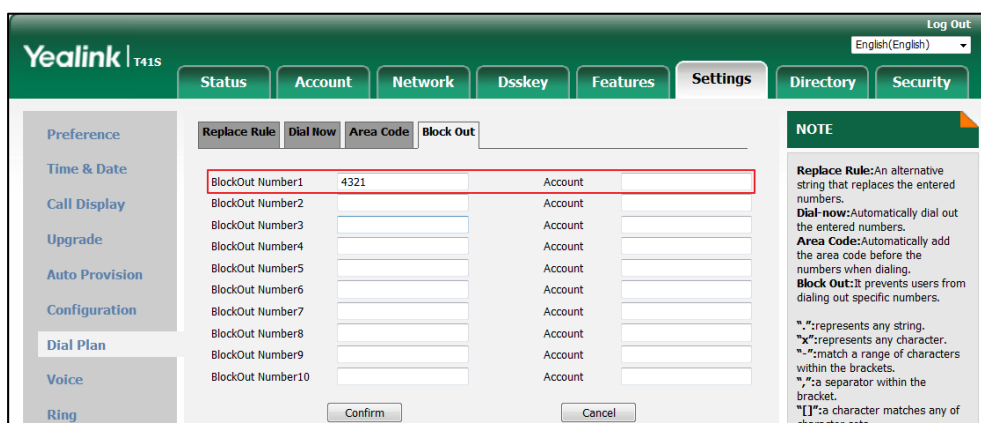 Log Out
Yealink | T41S
English(English)
Status Account Network Dsskey Features Settings Directory Security
Preference
Time & Date
Call Display
Upgrade
Auto Provision
Configuration
Dial Plan
Voice
Ring
Replace Rule Dial Now Area Code Block Out
BlockOut Number1 4321 Account
BlockOut Number2 Account
BlockOut Number3 Account
BlockOut Number4 Account
BlockOut Number5 Account
BlockOut Number6 Account
BlockOut Number7 Account
BlockOut Number8 Account
BlockOut Number9 Account
BlockOut Number10 Account
Confirm Cancel
NOTE
Replace Rule:An alternative
string that replaces the entered
numbers.
Dial-now:Automatically dial out
the entered numbers.
Area Code:Automatically add
the area code before the
numbers when dialing.
Block Out:It prevents users from
dialing out specific numbers.
".":represents any string.
"x":represents any character.
"-":match a range of characters
within the brackets.
",":a separator within the
bracket.
"[]":a character matches any of